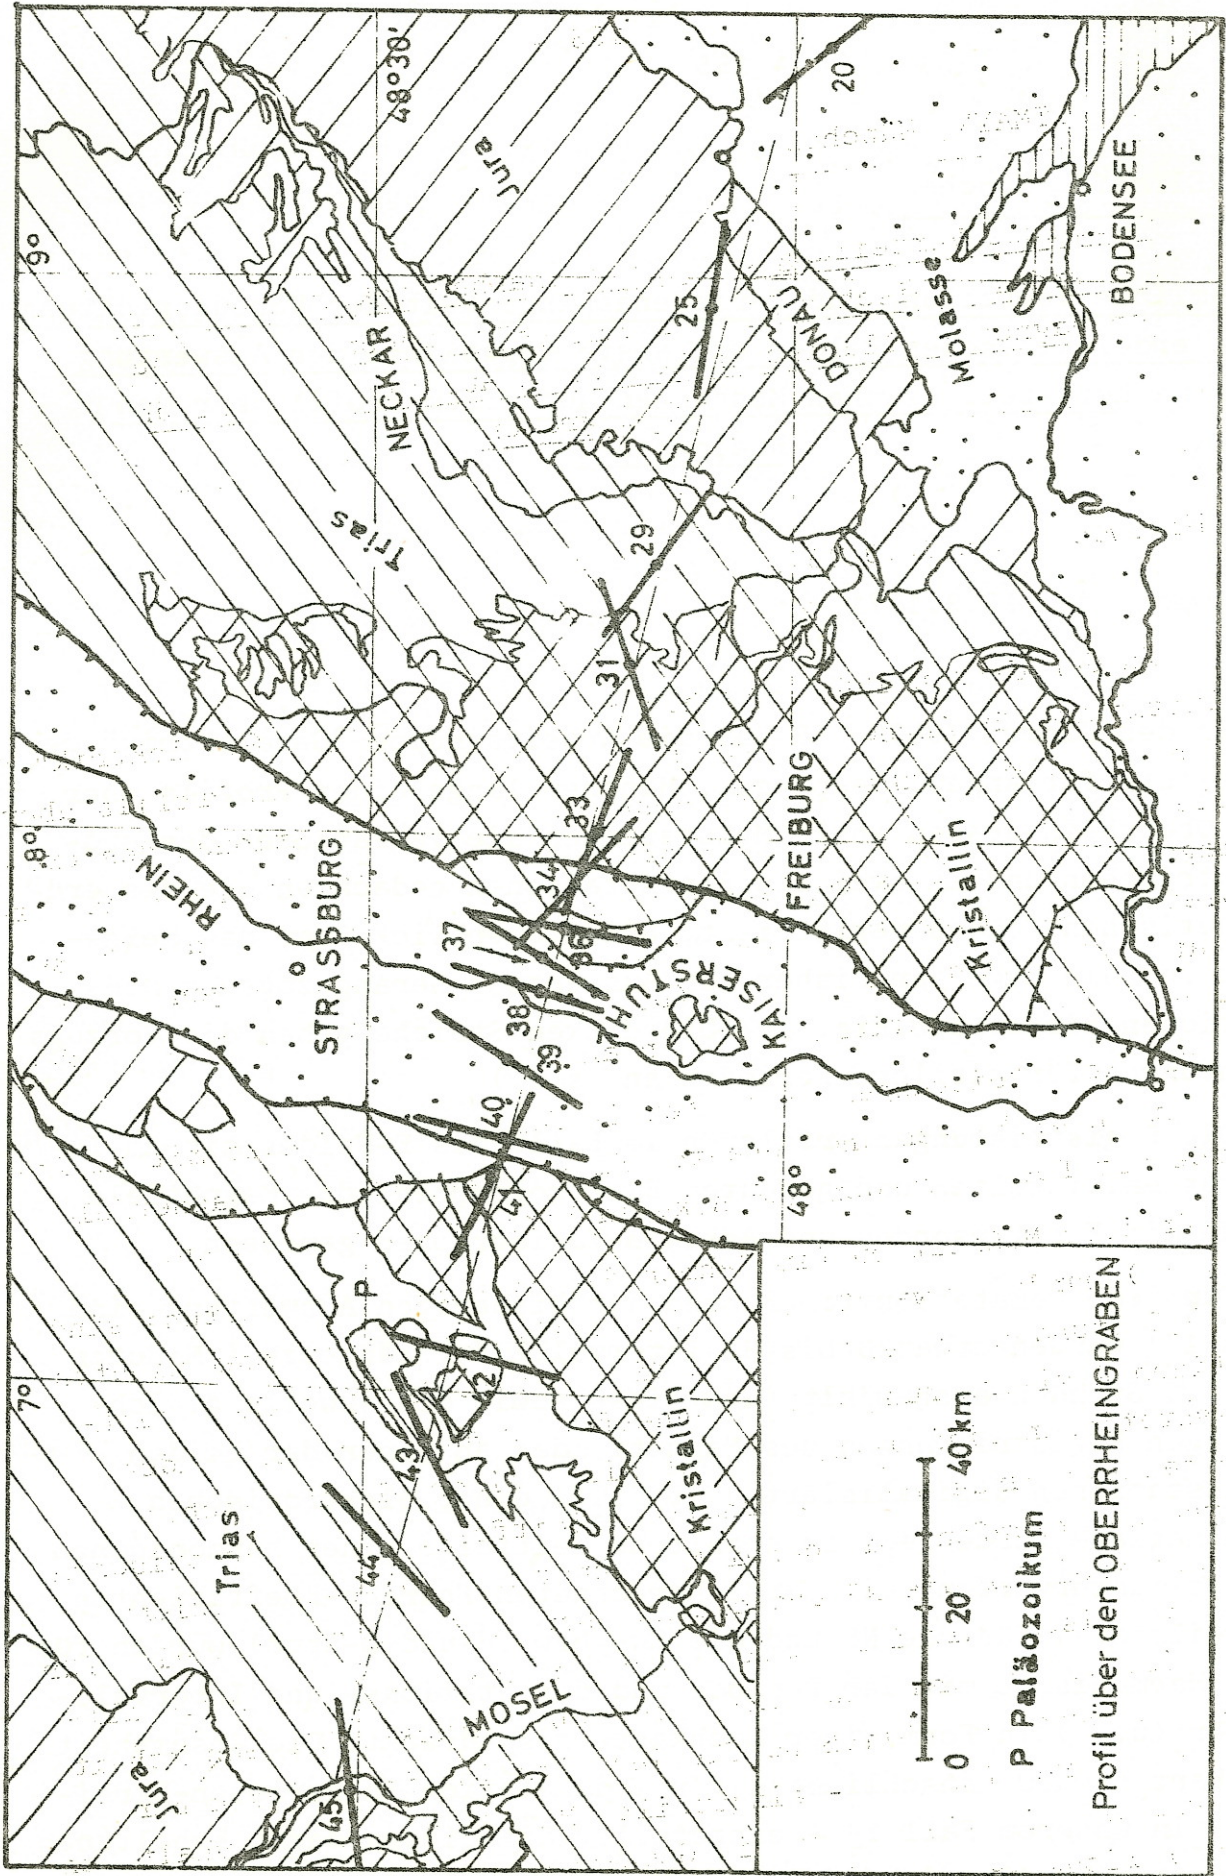 7°
8°
9°
Jura
Trias
RHEIN
STRASSBURG
NECKAR
Trias
48°30'
Jura
MOSEL
45
44
43
42
P
41
40
39
38
37
36
34
33
31
29
25
20
Kristallin
KAISERSTUHL
FREIBURG
Kristallin
DONAU
Molasse
BODENSEE
48°
0 20 40 km
P Paläozoikum
Profil über den OBERRHEINGRABEN